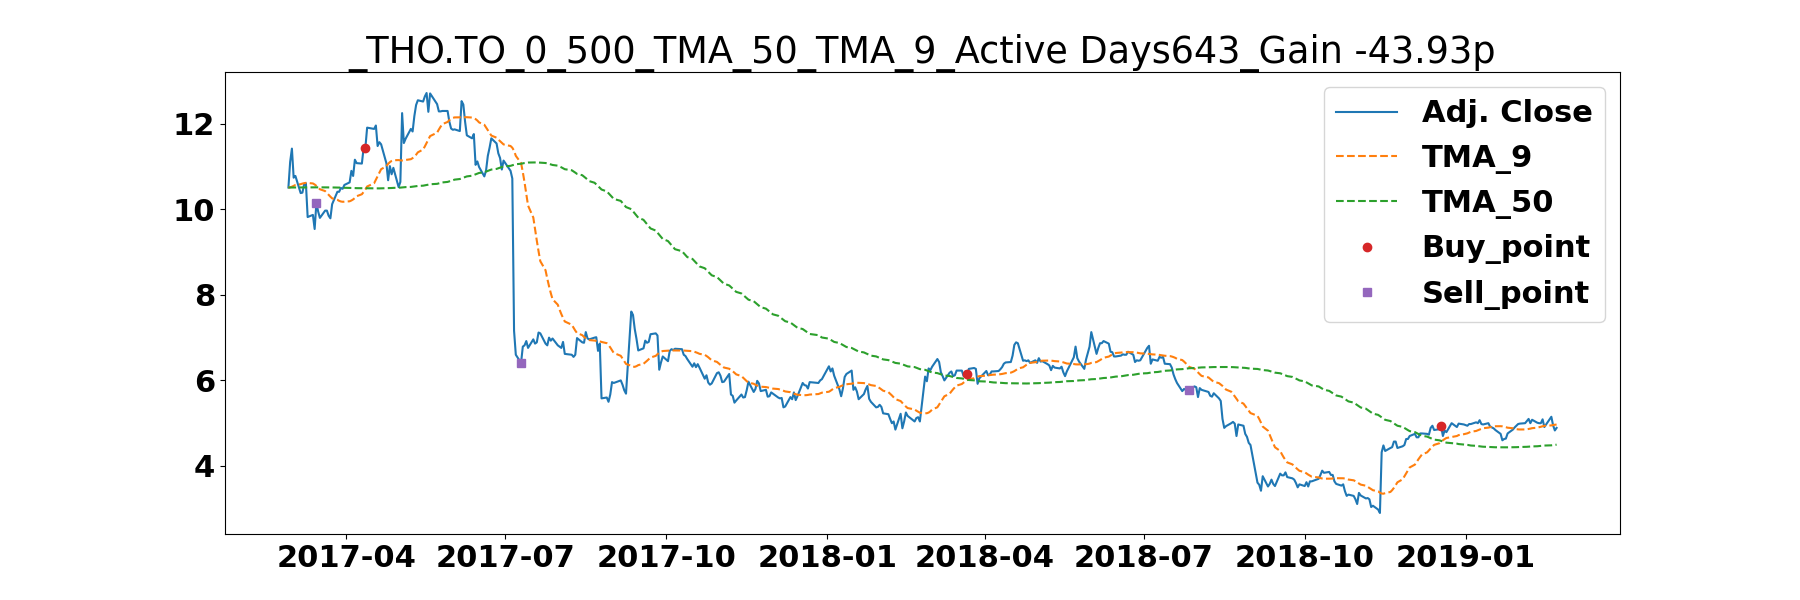 _THO.TO_0_500_TMA_50_TMA_9_Active Days643_Gain -43.93p
Adj. Close
TMA_9
TMA_50
Buy_point
Sell_point
12
10
8
6
4
2017-04 2017-07 2017-10 2018-01 2018-04 2018-07 2018-10 2019-01